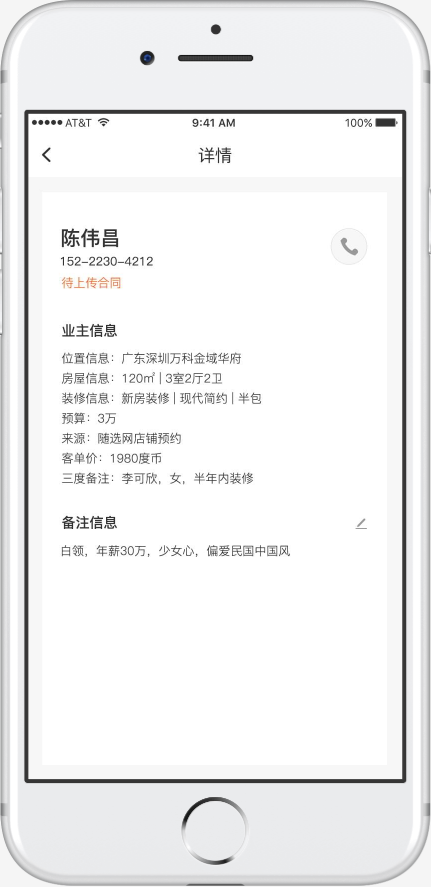 AT&T 9:41 AM 100%
详情
陈伟昌
152-2230-4212
待上传合同
业主信息
位置信息：广东深圳万科金域华府
房屋信息：120㎡ | 3室2厅2卫
装修信息：新房装修 | 现代简约 | 半包
预算：3万
来源：随选网店铺预约
客单价：1980度币
三度备注：李可欣，女，半年内装修
备注信息
白领，年薪30万，少女心，偏爱民国中国风